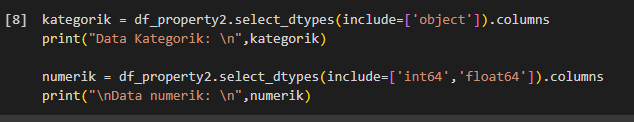 [8] kategorik = df_property2.select_dtypes(include=['object']).columns
print("Data Kategorik: \n",kategorik)
numerik = df_property2.select_dtypes(include=['int64','float64']).columns
print("\nData numerik: \n",numerik)